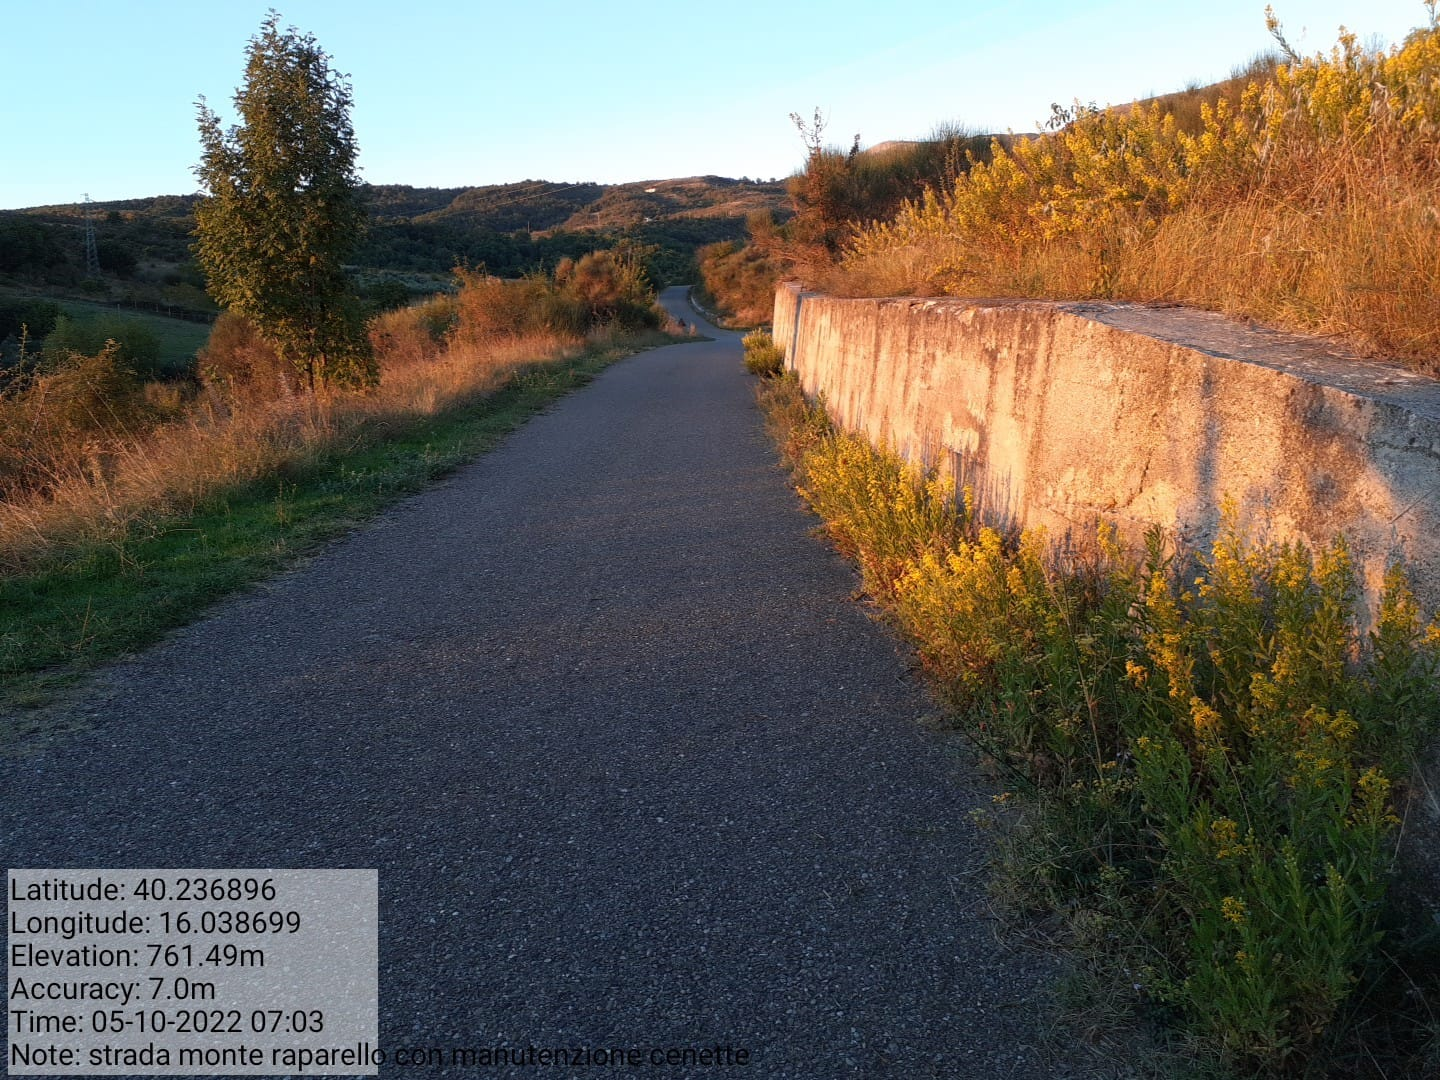 Latitude: 40.236896
Longitude: 16.038699
Elevation: 761.49m
Accuracy: 7.0m
Time: 05-10-2022 07:03
Note: strada monte raparello con manutenzione cenette